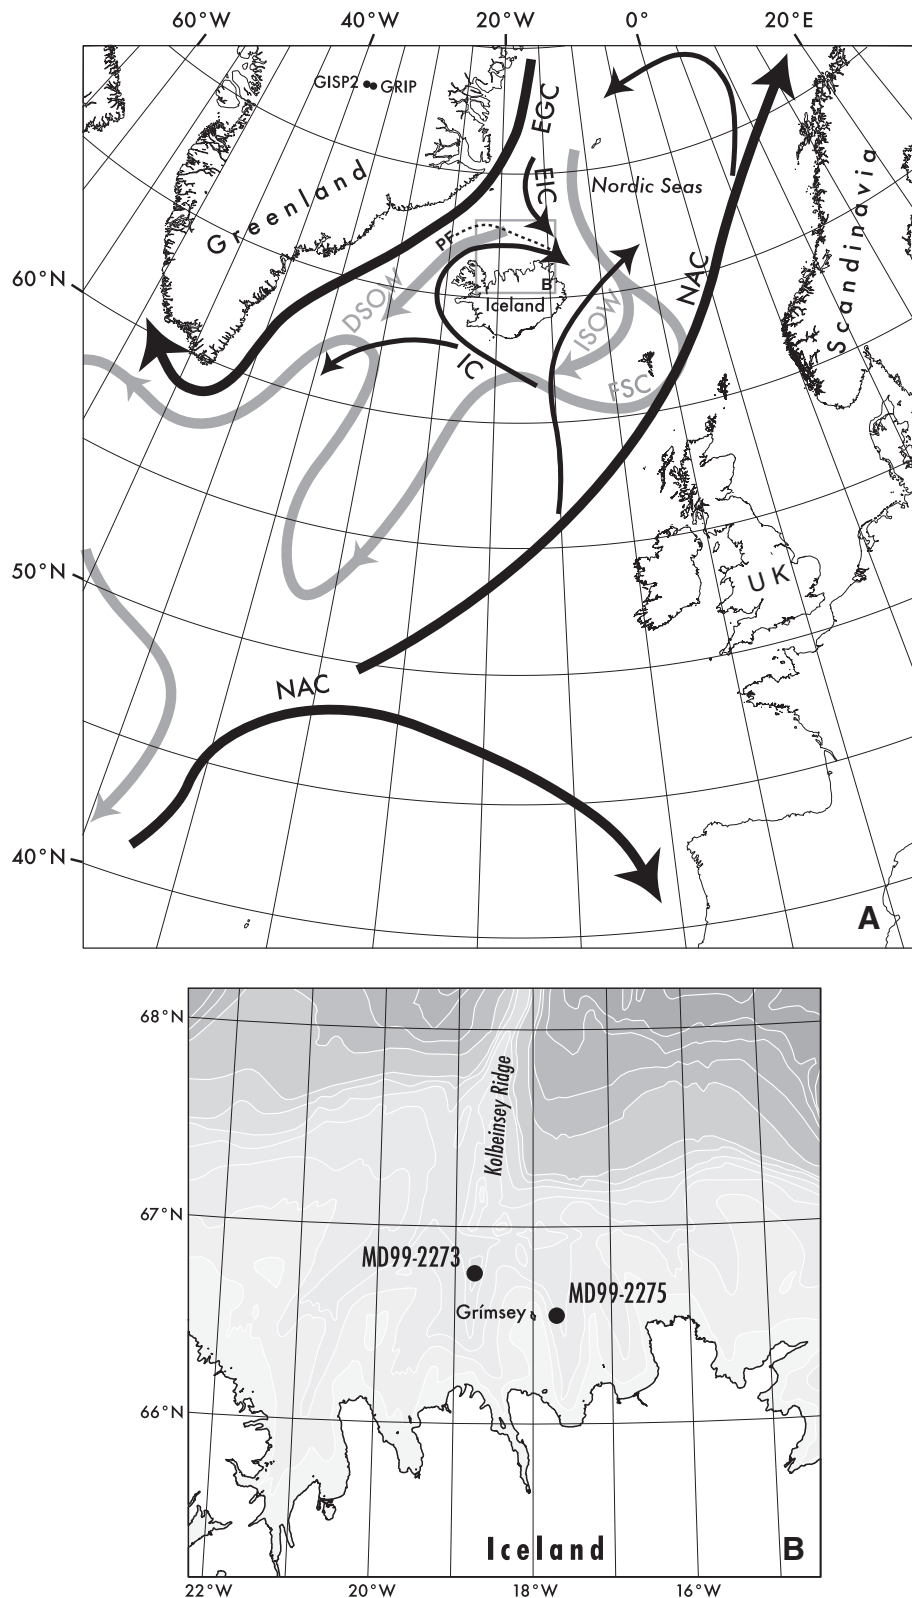 60°W 40°W 20°W 0° 20°E
GISP2 GRIP
EGC
EIC
Nordic Seas
Greenland
Scandinavia
PF
60°N
NAC
B
Iceland
DSOW
ISOW
IC
FSC
50°N
UK
NAC
40°N
A
68°N
Kolbeinsey Ridge
67°N
MD99-2273
MD99-2275
Grímsey
66°N
Iceland
B
22°W 20°W 18°W 16°W